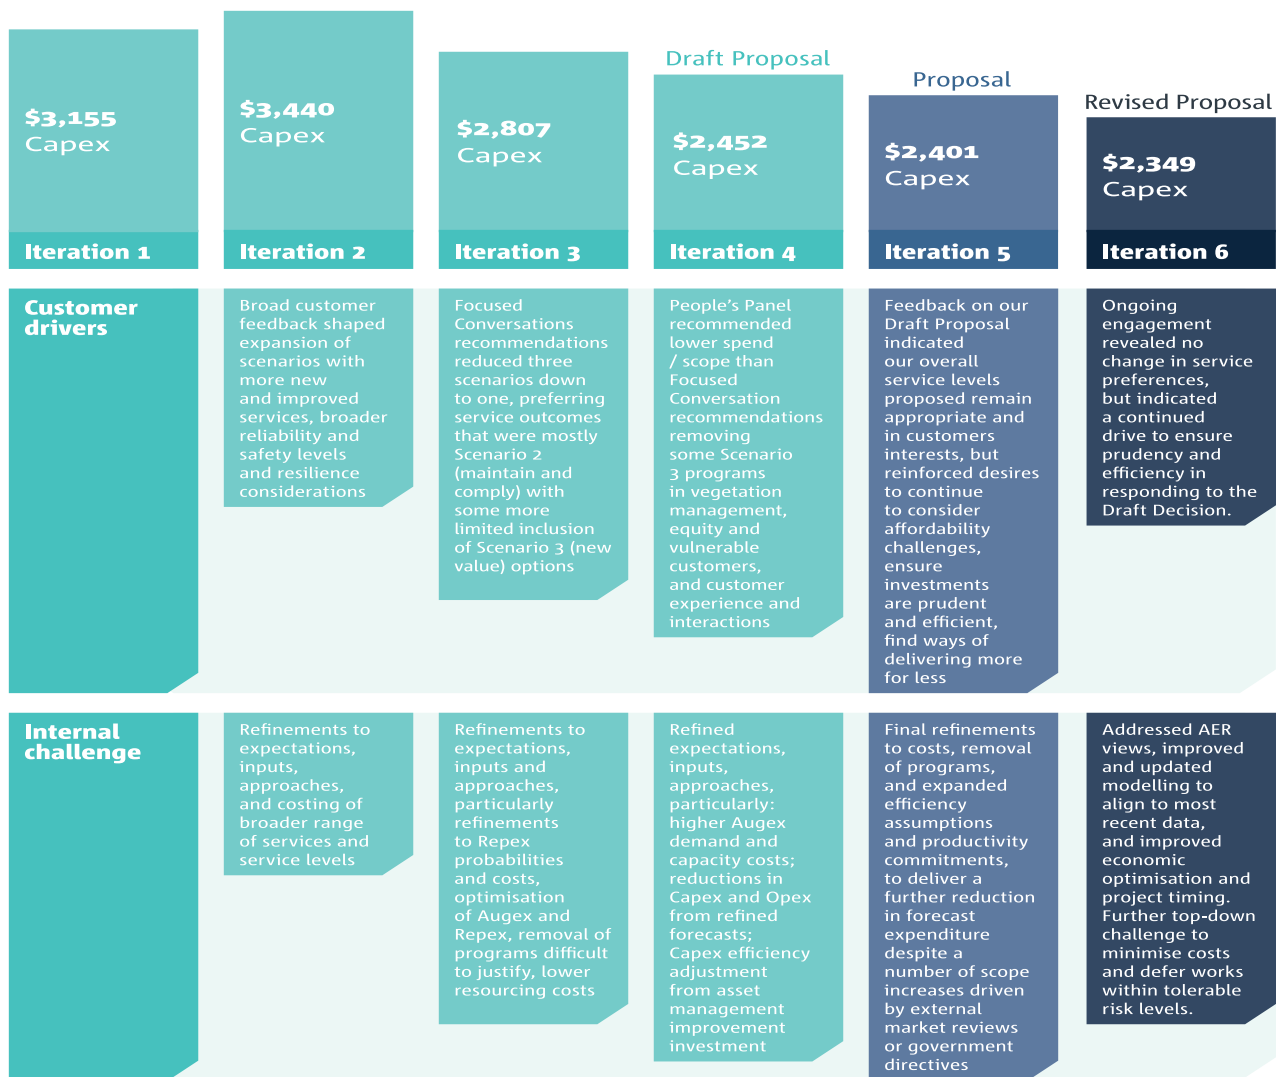 $3,155
Capex
Iteration 1
$3,440
Capex
Iteration 2
$2,807
Capex
Iteration 3
Draft Proposal
$2,452
Capex
Iteration 4
Proposal
$2,401
Capex
Iteration 5
Revised Proposal
$2,349
Capex
Iteration 6
Customer
drivers
Broad customer
feedback shaped
expansion of
scenarios with
more new
and improved
services, broader
reliability and
safety levels
and resilience
considerations
Focused
Conversations
recommendations
reduced three
scenarios down
to one, preferring
service outcomes
that were mostly
Scenario 2
(maintain and
comply) with
some more
limited inclusion
of Scenario 3 (new
value) options
People’s Panel
recommended
lower spend
/ scope than
Focused
Conversation
recommendations
removing
some Scenario
3 programs
in vegetation
management,
equity and
vulnerable
customers,
and customer
experience and
interactions
Feedback on our
Draft Proposal
indicated
our overall
service levels
proposed remain
appropriate and
in customers
interests, but
reinforced desires
to continue
to consider
affordability
challenges,
ensure
investments
are prudent
and efficient,
find ways of
delivering more
for less
Ongoing
engagement
revealed no
change in service
preferences,
but indicated
a continued
drive to ensure
prudency and
efficiency in
responding to the
Draft Decision.
Internal
challenge
Refinements to
expectations,
inputs,
approaches,
and costing of
broader range
of services and
service levels
Refinements to
expectations,
inputs and
approaches,
particularly
refinements
to Repex
probabilities
and costs,
optimisation
of Augex and
Repex, removal of
programs difficult
to justify, lower
resourcing costs
Refined
expectations,
inputs,
approaches,
particularly:
higher Augex
demand and
capacity costs;
reductions in
Capex and Opex
from refined
forecasts;
Capex efficiency
adjustment
from asset
management
improvement
investment
Final refinements
to costs, removal
of programs,
and expanded
efficiency
assumptions
and productivity
commitments,
to deliver a
further reduction
in forecast
expenditure
despite a
number of scope
increases driven
by external
market reviews
or government
directives
Addressed AER
views, improved
and updated
modelling to
align to most
recent data,
and improved
economic
optimisation and
project timing.
Further top-down
challenge to
minimise costs
and defer works
within tolerable
risk levels.